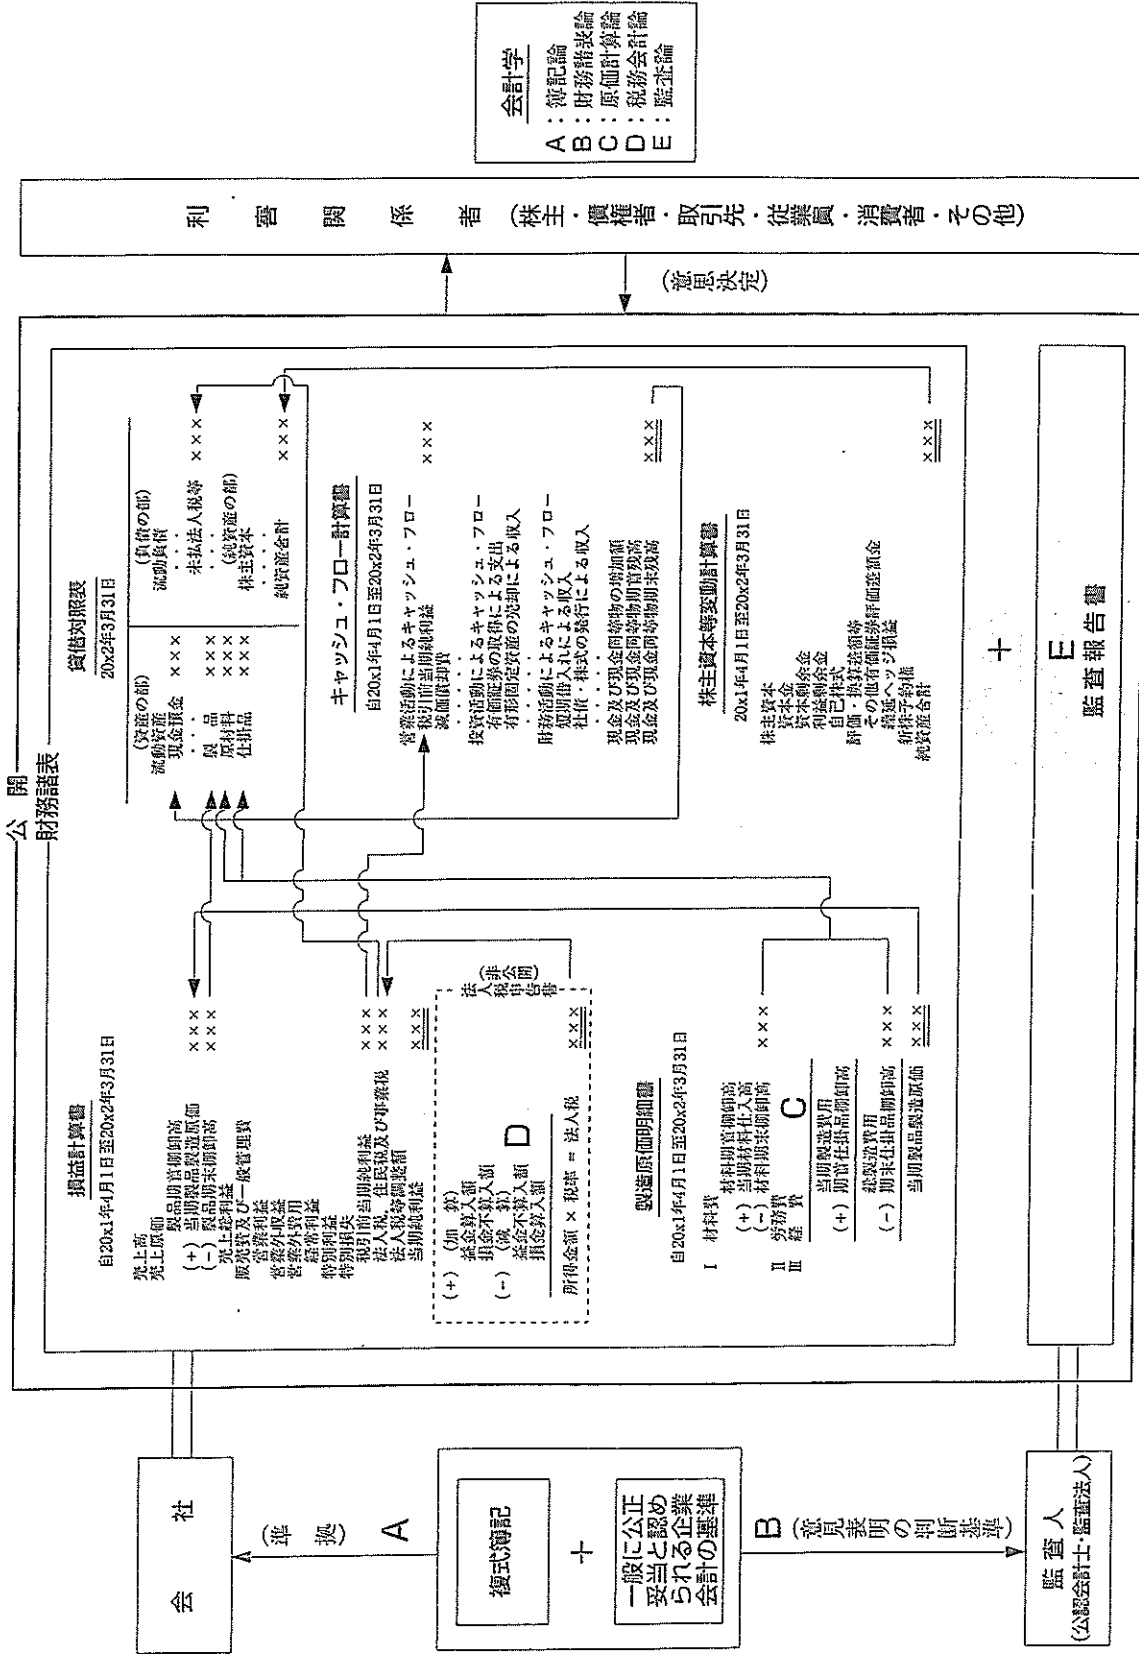 会社
(準拠)
A
複式簿記
+
一般に公正
妥当と認め
られる企業
会計の基準
B
(意見表明の判断基準)
監査人
(公認会計士・監査法人)
公開
財務諸表
損益計算書
自20x1年4月1日至20x2年3月31日
売上高
売上原価
製品期首棚卸高
(+) 当期製品製造原価 ×××
(-) 製品期末棚卸高 ×××
売上総利益
販売費及び一般管理費
営業利益
営業外収益
営業外費用
経常利益
特別利益
特別損失
税引前当期純利益 ×××
法人税、住民税及び事業税 ×××
法人税等調整額
当期純利益 ×××
(非公開)
法人税申告書
(+) (加算)
益金算入額
損金不算入額
(-) (減算)
益金不算入額
損金算入額
D
所得金額 × 税率 = 法人税 ×××
製造原価明細書
自20x1年4月1日至20x2年3月31日
I 材料費
材料期首棚卸高
(+) 当期材料仕入高
(-) 材料期末棚卸高 ×××
II 労務費
III 経費
C
当期製造費用
(+) 期首仕掛品棚卸高
総製造費用
(-) 期末仕掛品棚卸高 ×××
当期製品製造原価 ×××
貸借対照表
20x2年3月31日
(資産の部)
流動資産
現金預金 ×××
・・・・
製品 ×××
原材料 ×××
仕掛品 ×××
(負債の部)
流動負債
・・・・
未払法人税等 ×××
(純資産の部)
株主資本
・・・・
純資産合計 ×××
キャッシュ・フロー計算書
自20x1年4月1日至20x2年3月31日
営業活動によるキャッシュ・フロー
税引前当期純利益 ×××
減価償却費
・・・・・
投資活動によるキャッシュ・フロー
有価証券の取得による支出
有形固定資産の売却による収入
・・・・・
財務活動によるキャッシュ・フロー
短期借入れによる収入
社債・株式の発行による収入
・・・・・
現金及び現金同等物の増加額
現金及び現金同等物期首残高
現金及び現金同等物期末残高 ×××
株主資本等変動計算書
20x1年4月1日至20x2年3月31日
株主資本
資本金
資本剰余金
利益剰余金
自己株式
評価・換算差額等
その他有価証券評価差額金
繰延ヘッジ損益
新株予約権
純資産合計 ×××
+
E
監査報告書
(意思決定)
利害関係者(株主・債権者・取引先・従業員・消費者・その他)
会計学
A:簿記論
B:財務諸表論
C:原価計算論
D:税務会計論
E:監査論